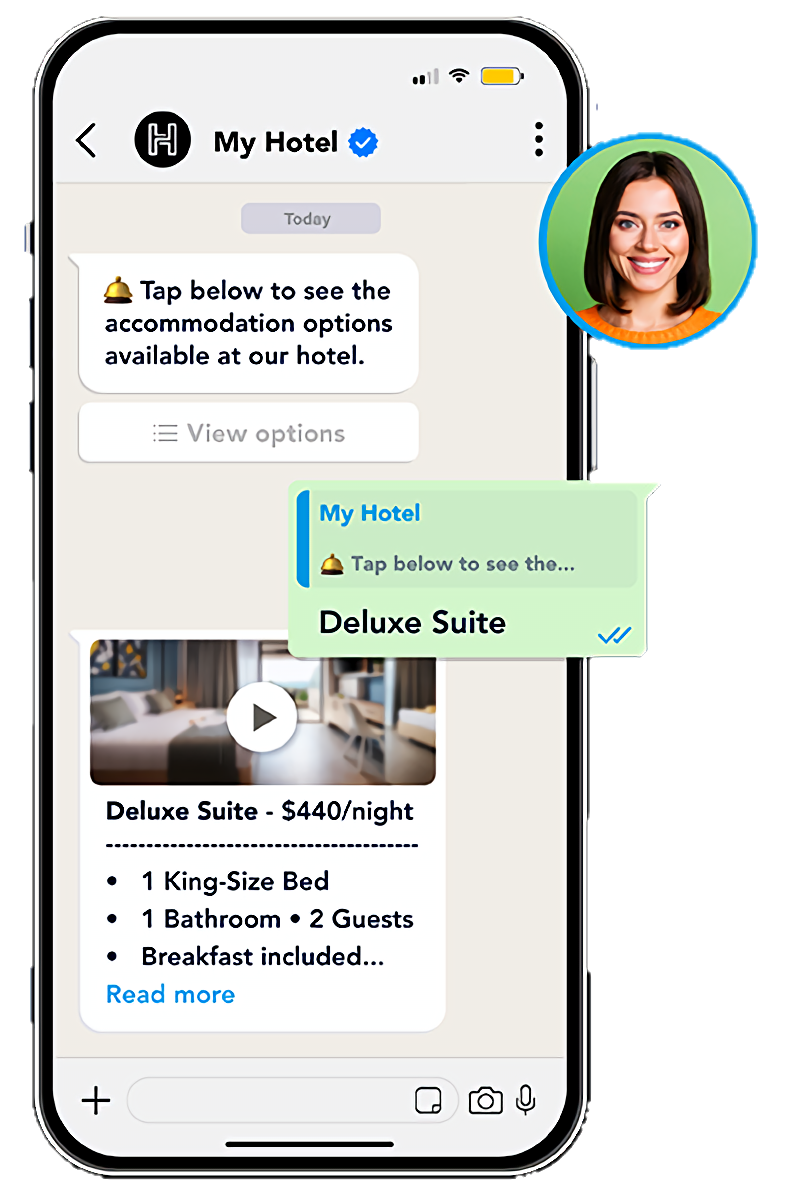 My Hotel
Today
🛎️ Tap below to see the
accommodation options
available at our hotel.
View options
My Hotel
🛎️ Tap below to see the...
Deluxe Suite
Deluxe Suite - $440/night
---------------------------------------
• 1 King-Size Bed
• 1 Bathroom • 2 Guests
• Breakfast included...
Read more